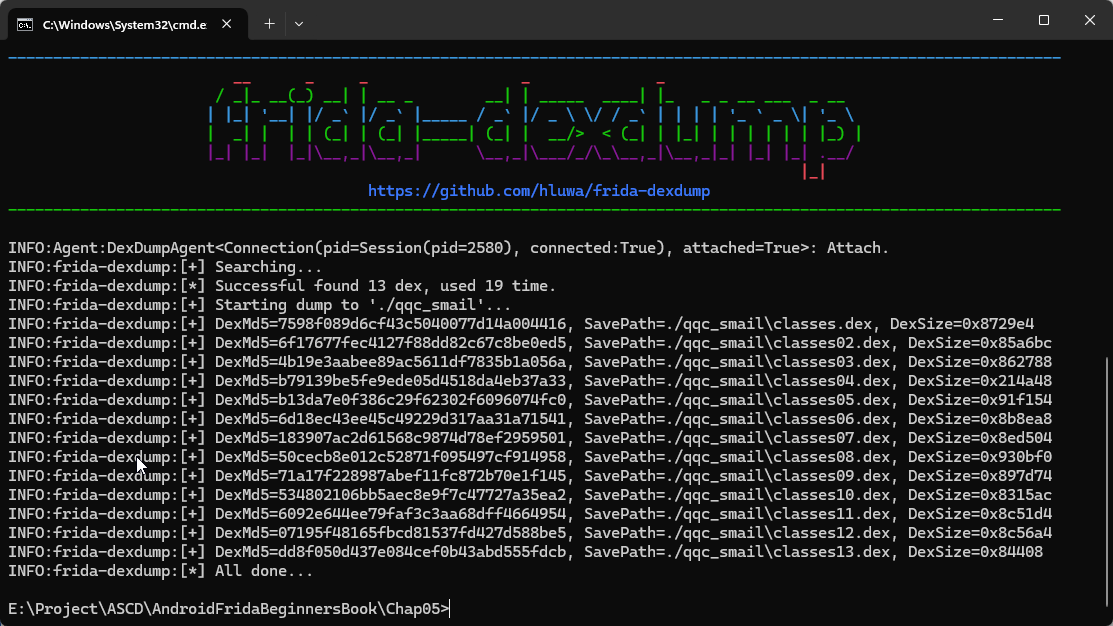 C:\Windows\System32\cmd.e
frida-dexdump
https://github.com/hluwa/frida-dexdump
INFO:Agent:DexDumpAgent<Connection(pid=Session(pid=2580), connected:True), attached=True>: Attach.
INFO:frida-dexdump:[+] Searching...
INFO:frida-dexdump:[*] Successful found 13 dex, used 19 time.
INFO:frida-dexdump:[+] Starting dump to './qqc_smail'...
INFO:frida-dexdump:[+] DexMd5=7598f089d6cf43c5040077d14a004416, SavePath=./qqc_smail\classes.dex, DexSize=0x8729e4
INFO:frida-dexdump:[+] DexMd5=6f17677fec4127f88dd82c67c8be0ed5, SavePath=./qqc_smail\classes02.dex, DexSize=0x85a6bc
INFO:frida-dexdump:[+] DexMd5=4b19e3aabee89ac5611df7835b1a056a, SavePath=./qqc_smail\classes03.dex, DexSize=0x862788
INFO:frida-dexdump:[+] DexMd5=b79139be5fe9ede05d4518da4eb37a33, SavePath=./qqc_smail\classes04.dex, DexSize=0x214a48
INFO:frida-dexdump:[+] DexMd5=b13da7e0f386c29f62302f6096074fc0, SavePath=./qqc_smail\classes05.dex, DexSize=0x91f154
INFO:frida-dexdump:[+] DexMd5=6d18ec43ee45c49229d317aa31a71541, SavePath=./qqc_smail\classes06.dex, DexSize=0x8b8ea8
INFO:frida-dexdump:[+] DexMd5=183907ac2d61568c9874d78ef2959501, SavePath=./qqc_smail\classes07.dex, DexSize=0x8ed504
INFO:frida-dexdump:[+] DexMd5=50cecb8e012c52871f095497cf914958, SavePath=./qqc_smail\classes08.dex, DexSize=0x930bf0
INFO:frida-dexdump:[+] DexMd5=71a17f228987abef11fc872b70e1f145, SavePath=./qqc_smail\classes09.dex, DexSize=0x897d74
INFO:frida-dexdump:[+] DexMd5=534802106bb5aec8e9f7c47727a35ea2, SavePath=./qqc_smail\classes10.dex, DexSize=0x8315ac
INFO:frida-dexdump:[+] DexMd5=6092e644ee79faf3c3aa68dff4664954, SavePath=./qqc_smail\classes11.dex, DexSize=0x8c51d4
INFO:frida-dexdump:[+] DexMd5=07195f48165fbcd81537fd427d588be5, SavePath=./qqc_smail\classes12.dex, DexSize=0x8c56a4
INFO:frida-dexdump:[+] DexMd5=dd8f050d437e084cef0b43abd555fdcb, SavePath=./qqc_smail\classes13.dex, DexSize=0x84408
INFO:frida-dexdump:[*] All done...
E:\Project\ASCD\AndroidFridaBeginnersBook\Chap05>